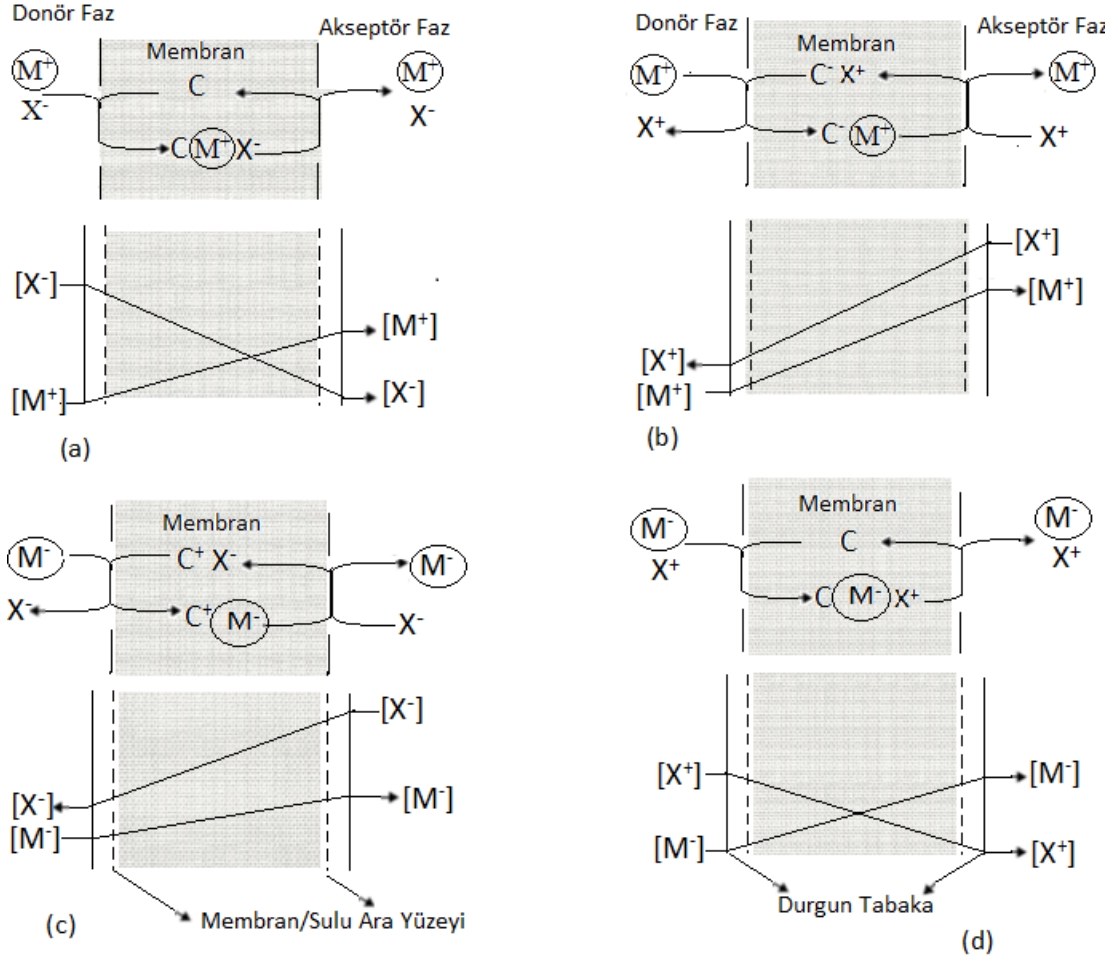 Donör Faz
Akseptör Faz
Membran
M⁺
X⁻
C
M⁺
X⁻
C M⁺ X⁻
[X⁻]
[M⁺]
[M⁺]
[X⁻]
(a)
Donör Faz
Akseptör Faz
Membran
M⁺
C⁻ X⁺
M⁺
X⁺
C⁻ M⁺
X⁺
[X⁺]
[M⁺]
[X⁺]
[M⁺]
(b)
Membran
M⁻
C⁺ X⁻
M⁻
X⁻
C⁺ M⁻
X⁻
[X⁻]
[M⁻]
[X⁻]
[M⁻]
Membran/Sulu Ara Yüzeyi
(c)
Membran
M⁻
X⁺
C
M⁻
X⁺
C M⁻ X⁺
[X⁺]
[M⁻]
[M⁻]
[X⁺]
Durgun Tabaka
(d)